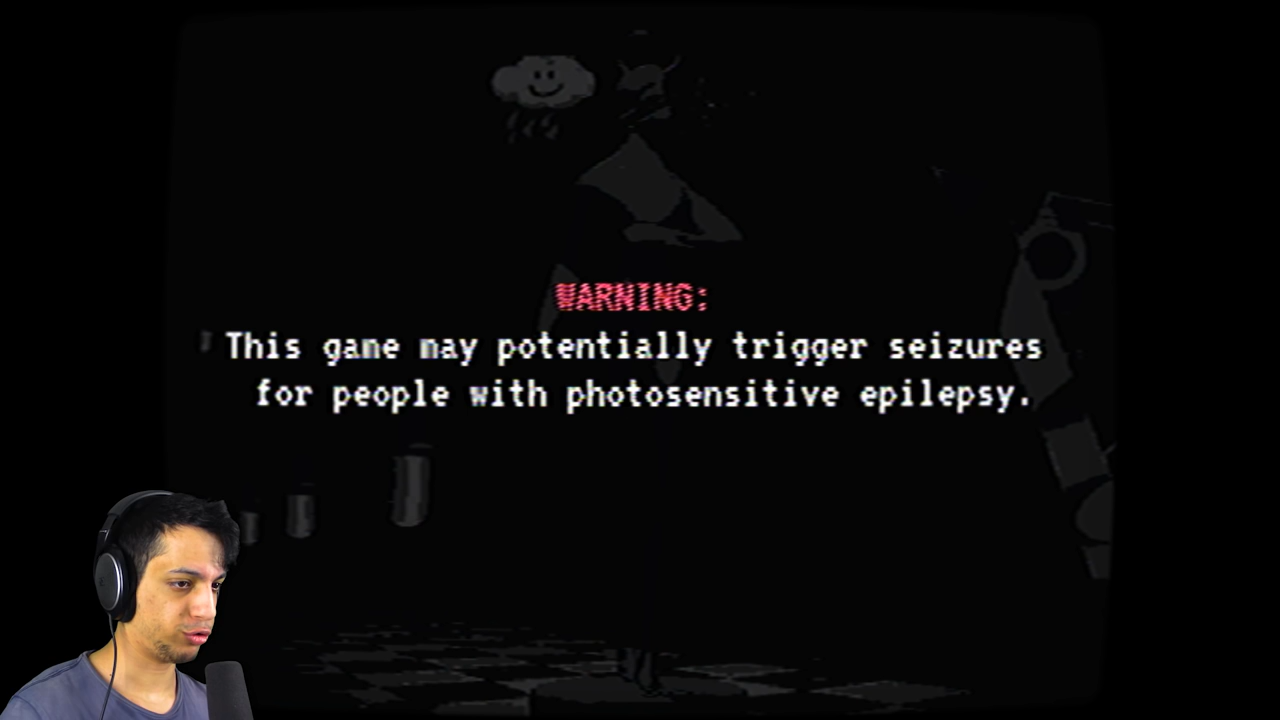 WARNING:
This game may potentially trigger seizures
for people with photosensitive epilepsy.